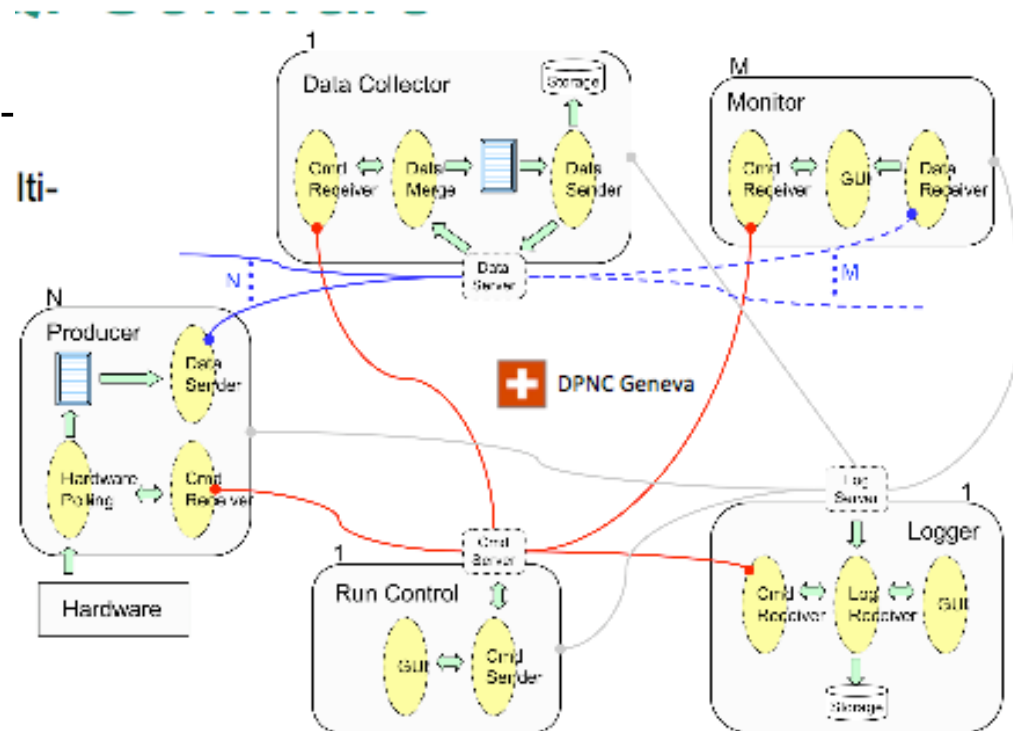 -
lti-
1
Data Collector
Storage
Cmd
Receiver
Data
Merge
Data
Sender
Data
Server
M
Monitor
Cmd
Receiver
GUI
Data
Receiver
N
M
N
Producer
Data
Sender
Hardware
Polling
Cmd
Receiver
Hardware
DPNC Geneva
1
Run Control
Cmd
Server
GUI
Cmd
Sender
Log
Server
1
Logger
Cmd
Receiver
Log
Receiver
GUI
Storage